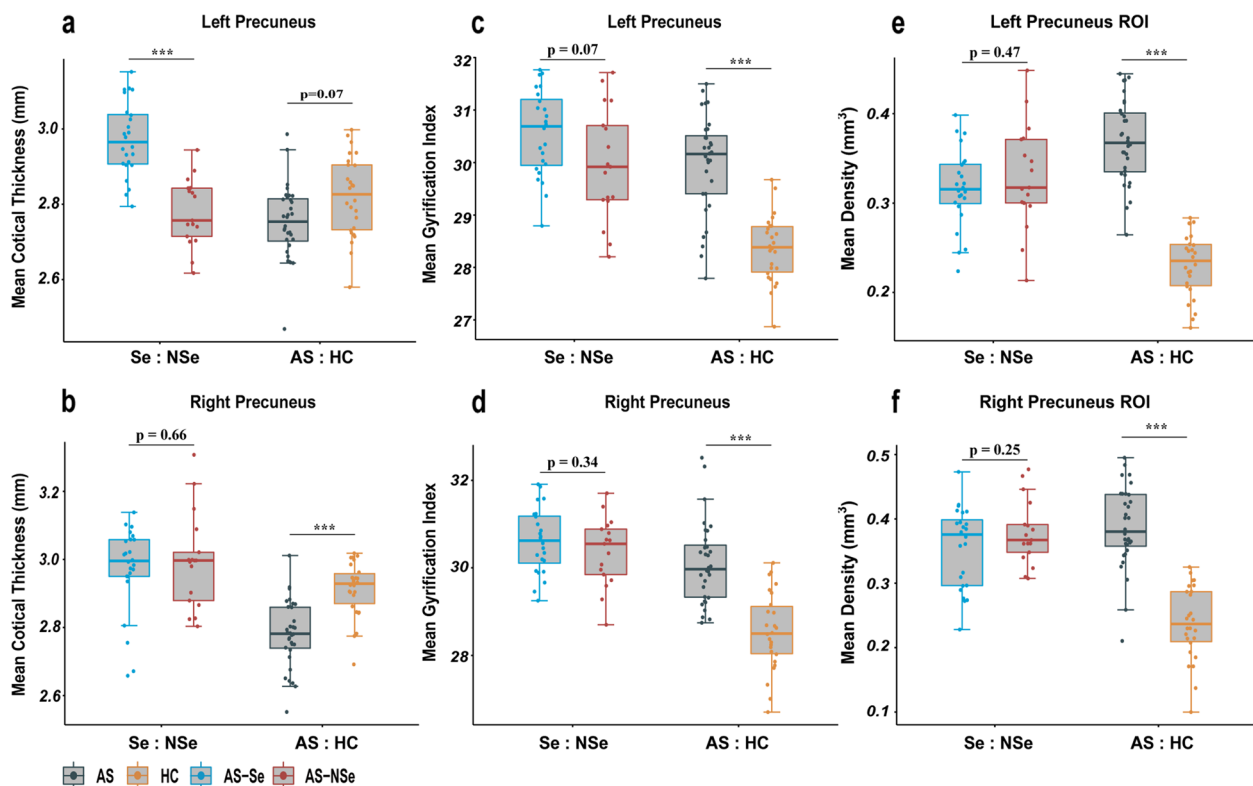 a
Left Precuneus
Mean Cotical Thickness (mm)
3.0
2.8
2.6
***
p=0.07
Se : NSe
AS : HC
c
Left Precuneus
Mean Gyrification Index
32
31
30
29
28
27
p = 0.07
***
Se : NSe
AS : HC
e
Left Precuneus ROI
Mean Density (mm³)
0.4
0.3
0.2
p = 0.47
***
Se : NSe
AS : HC
b
Right Precuneus
Mean Cotical Thickness (mm)
3.2
3.0
2.8
2.6
p = 0.66
***
Se : NSe
AS : HC
d
Right Precuneus
Mean Gyrification Index
32
30
28
p = 0.34
***
Se : NSe
AS : HC
f
Right Precuneus ROI
Mean Density (mm³)
0.5
0.4
0.3
0.2
0.1
p = 0.25
***
Se : NSe
AS : HC
AS HC AS–Se AS–NSe